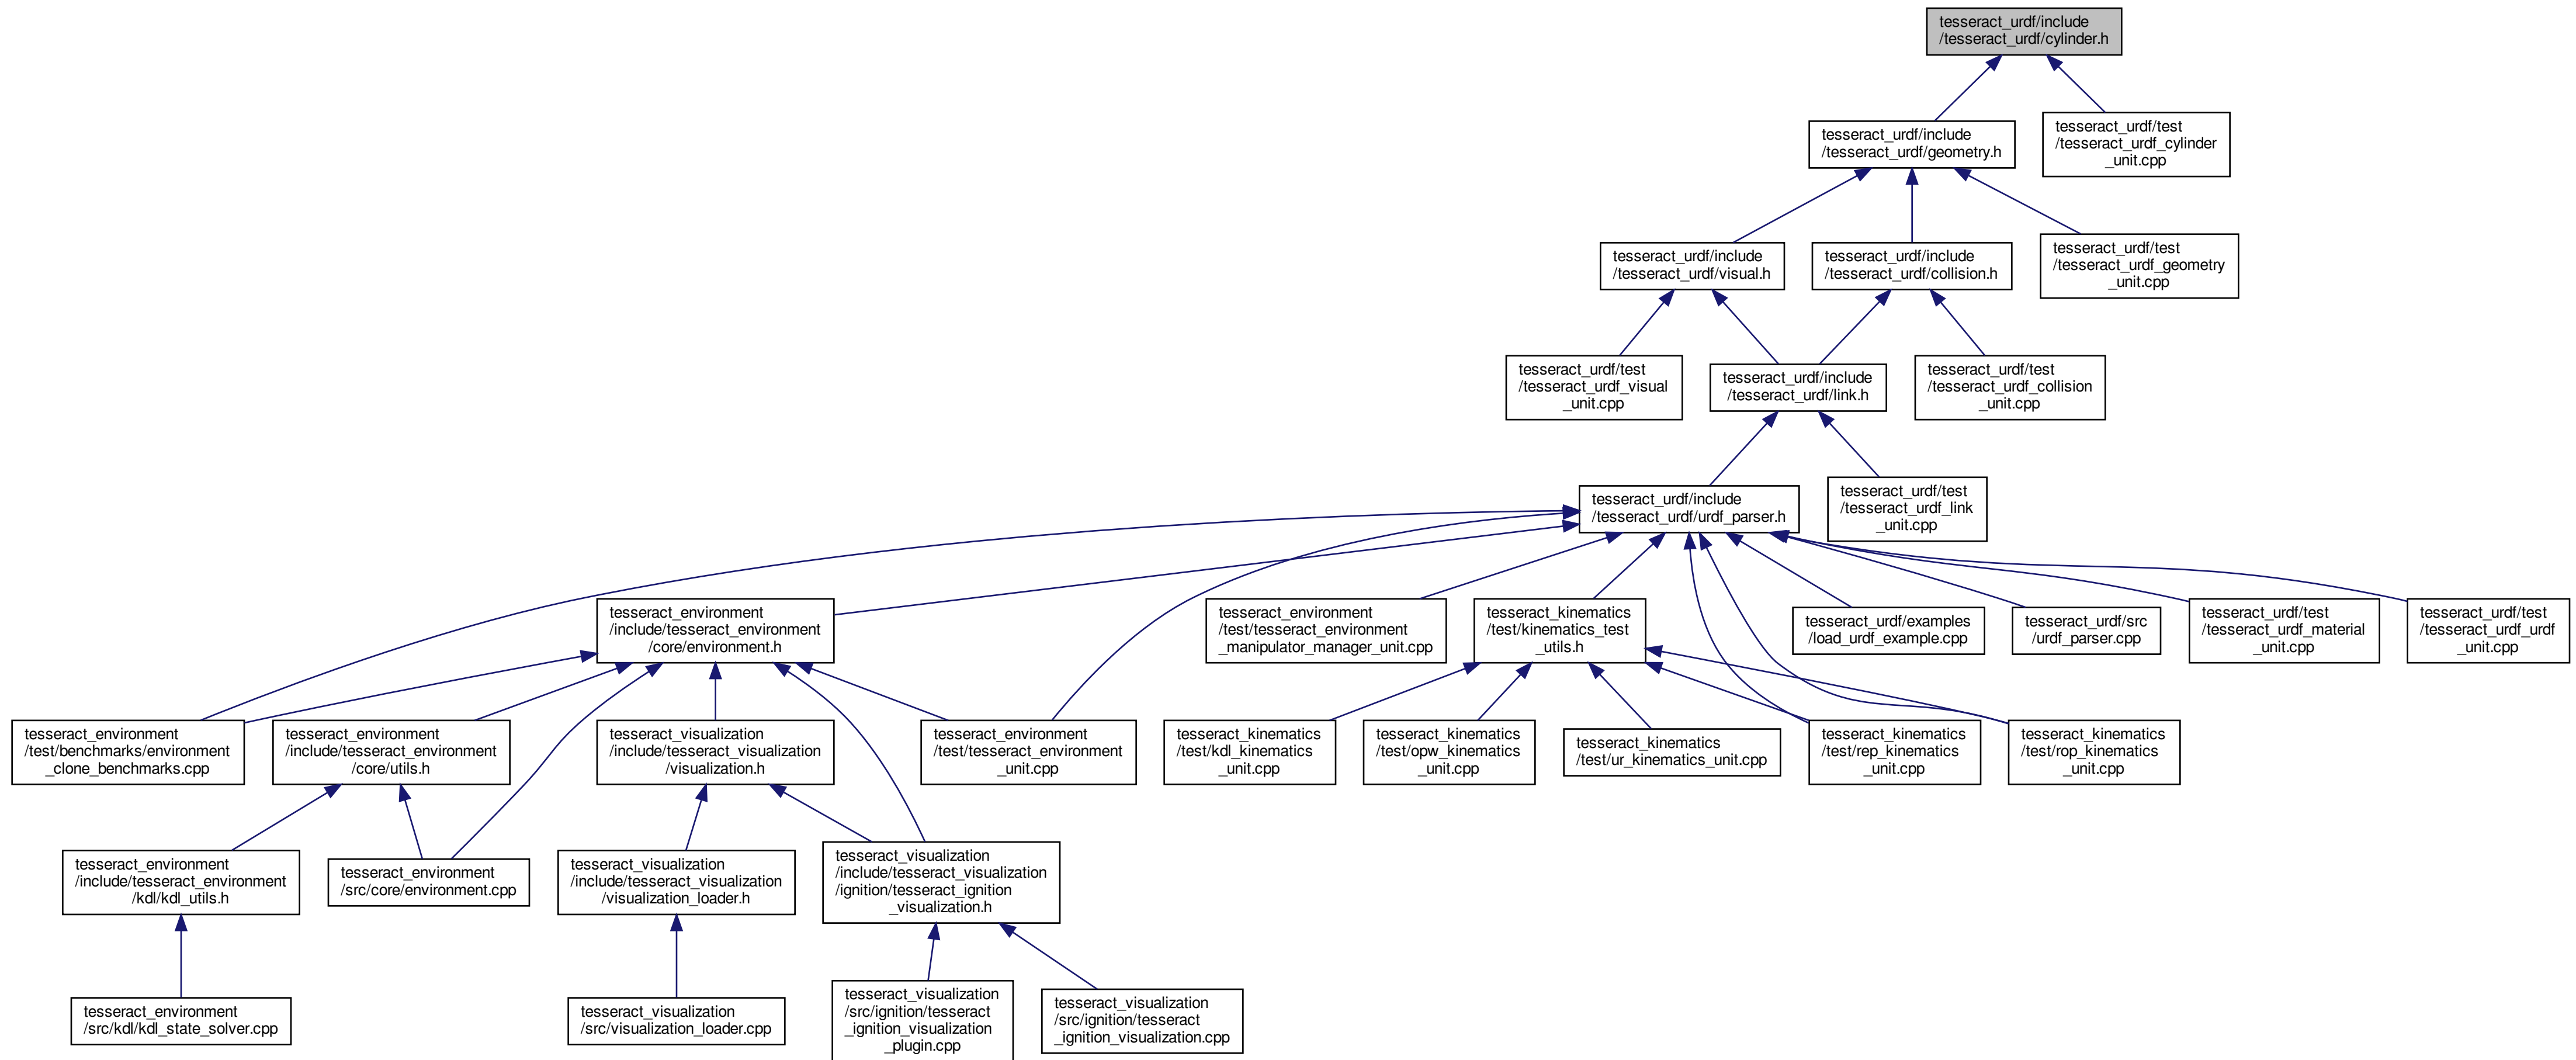 tesseract_urdf/include
/tesseract_urdf/cylinder.h
tesseract_urdf/include
/tesseract_urdf/geometry.h
tesseract_urdf/test
/tesseract_urdf_cylinder
_unit.cpp
tesseract_urdf/include
/tesseract_urdf/visual.h
tesseract_urdf/include
/tesseract_urdf/collision.h
tesseract_urdf/test
/tesseract_urdf_geometry
_unit.cpp
tesseract_urdf/test
/tesseract_urdf_visual
_unit.cpp
tesseract_urdf/include
/tesseract_urdf/link.h
tesseract_urdf/test
/tesseract_urdf_collision
_unit.cpp
tesseract_urdf/include
/tesseract_urdf/urdf_parser.h
tesseract_urdf/test
/tesseract_urdf_link
_unit.cpp
tesseract_environment
/include/tesseract_environment
/core/environment.h
tesseract_environment
/test/tesseract_environment
_manipulator_manager_unit.cpp
tesseract_kinematics
/test/kinematics_test
_utils.h
tesseract_urdf/examples
/load_urdf_example.cpp
tesseract_urdf/src
/urdf_parser.cpp
tesseract_urdf/test
/tesseract_urdf_material
_unit.cpp
tesseract_urdf/test
/tesseract_urdf_urdf
_unit.cpp
tesseract_environment
/test/benchmarks/environment
_clone_benchmarks.cpp
tesseract_environment
/include/tesseract_environment
/core/utils.h
tesseract_visualization
/include/tesseract_visualization
/visualization.h
tesseract_environment
/test/tesseract_environment
_unit.cpp
tesseract_kinematics
/test/kdl_kinematics
_unit.cpp
tesseract_kinematics
/test/opw_kinematics
_unit.cpp
tesseract_kinematics
/test/ur_kinematics_unit.cpp
tesseract_kinematics
/test/rep_kinematics
_unit.cpp
tesseract_kinematics
/test/rop_kinematics
_unit.cpp
tesseract_environment
/include/tesseract_environment
/kdl/kdl_utils.h
tesseract_environment
/src/core/environment.cpp
tesseract_visualization
/include/tesseract_visualization
/visualization_loader.h
tesseract_visualization
/include/tesseract_visualization
/ignition/tesseract_ignition
_visualization.h
tesseract_environment
/src/kdl/kdl_state_solver.cpp
tesseract_visualization
/src/visualization_loader.cpp
tesseract_visualization
/src/ignition/tesseract
_ignition_visualization
_plugin.cpp
tesseract_visualization
/src/ignition/tesseract
_ignition_visualization.cpp